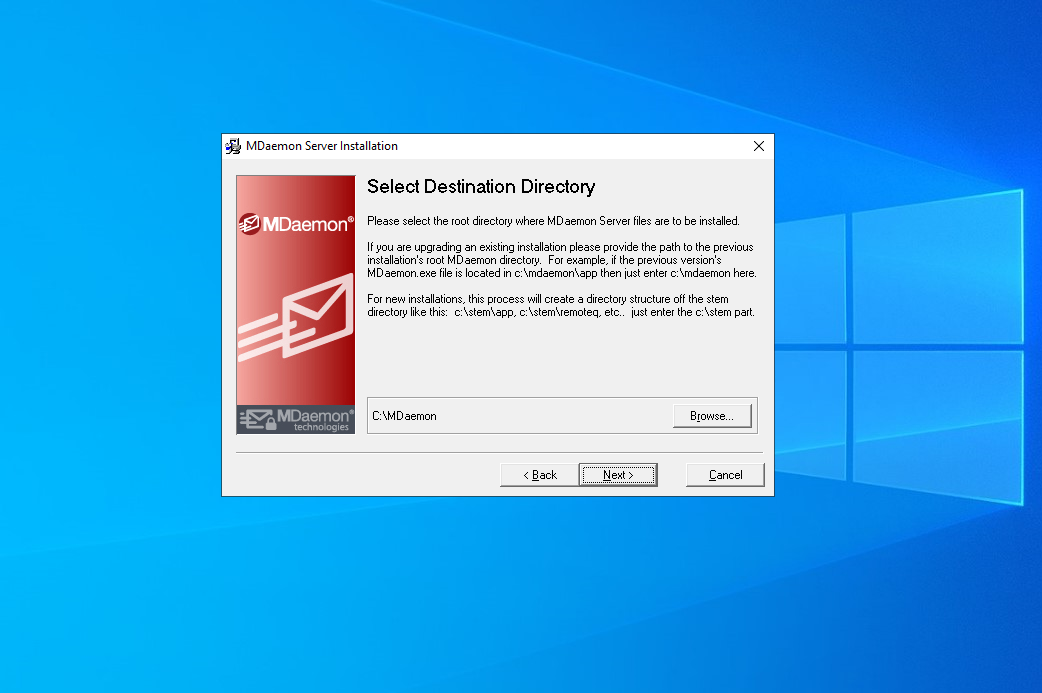 MDaemon Server Installation
MDaemon®
MDaemon®
technologies
Select Destination Directory
Please select the root directory where MDaemon Server files are to be installed.
If you are upgrading an existing installation please provide the path to the previous
installation's root MDaemon directory.  For example, if the previous version's
MDaemon.exe file is located in c:\mdaemon\app then just enter c:\mdaemon here.
For new installations, this process will create a directory structure off the stem
directory like this:  c:\stem\app, c:\stem\remoteq, etc..  just enter the c:\stem part.
C:\MDaemon
Browse...
< Back
Next >
Cancel